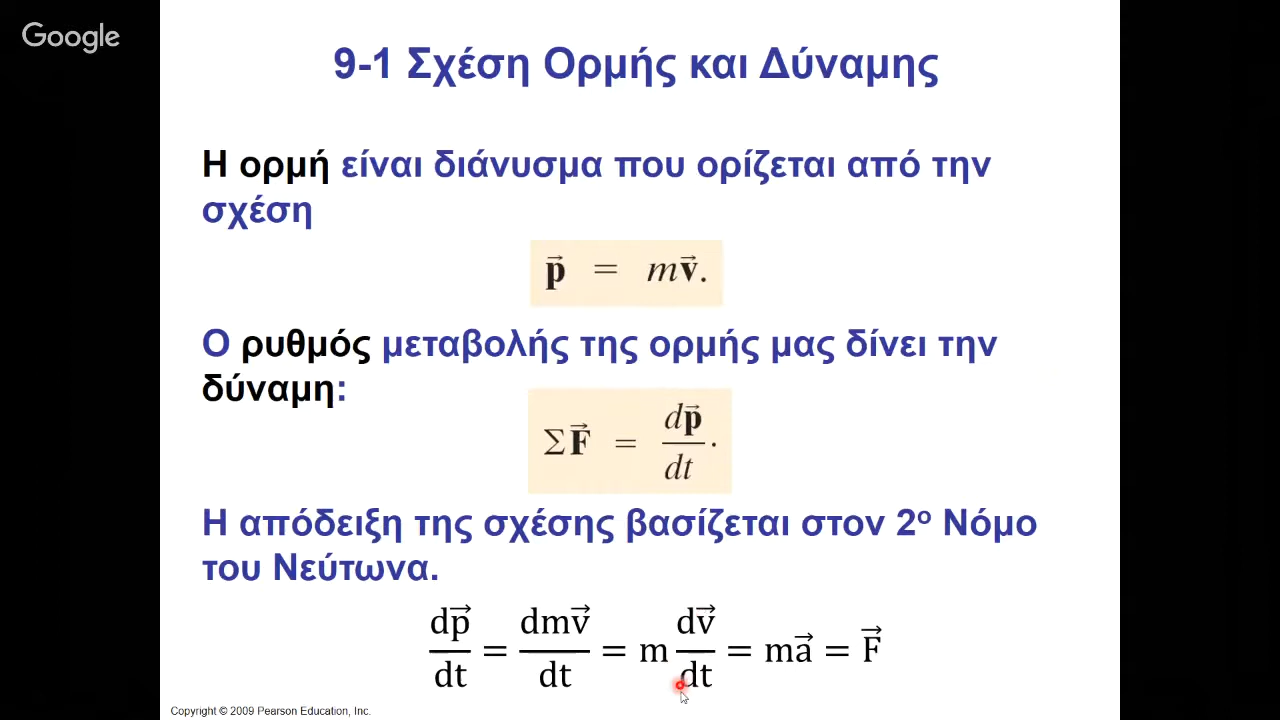 Google
9-1 Σχέση Ορμής και Δύναμης
Η ορμή είναι διάνυσμα που ορίζεται από την
σχέση
p⃗ = mv⃗.
Ο ρυθμός μεταβολής της ορμής μας δίνει την
δύναμη:
ΣF⃗ = dp⃗/dt.
Η απόδειξη της σχέσης βασίζεται στον 2ο Νόμο
του Νεύτωνα.
dp⃗/dt = dmv⃗/dt = m dv⃗/dt = ma⃗ = F⃗
Copyright © 2009 Pearson Education, Inc.